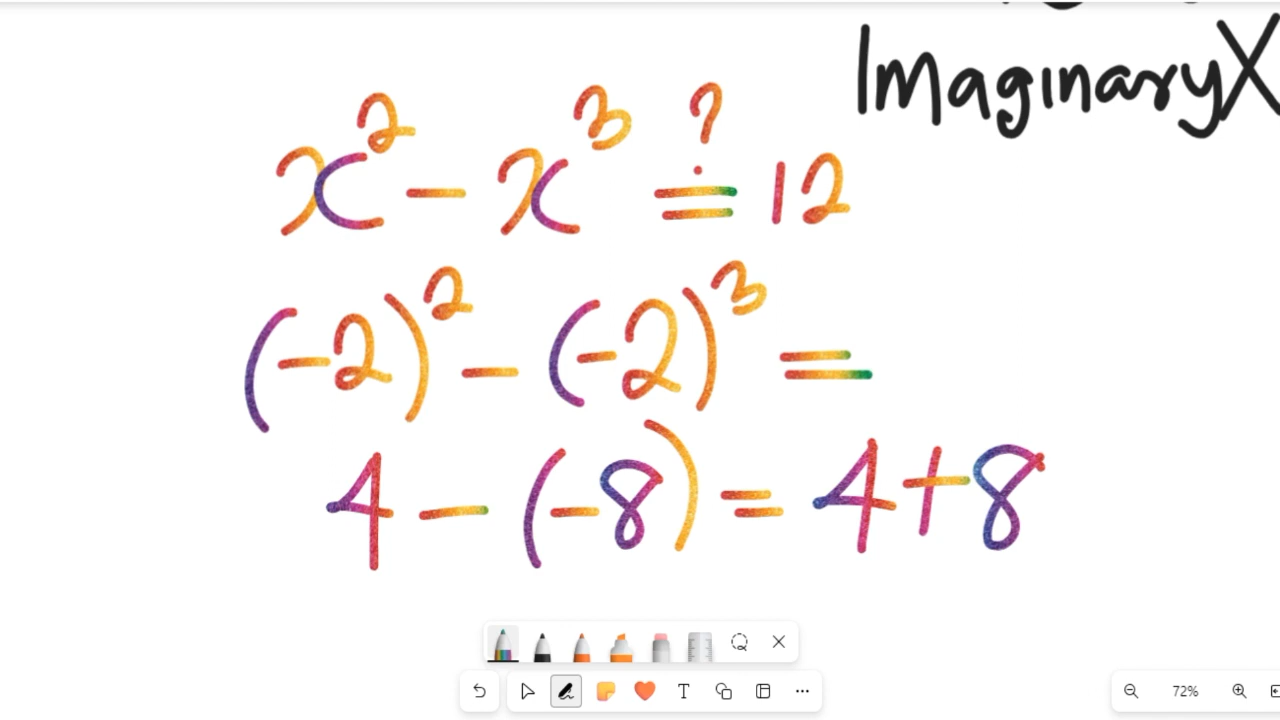 ImaginaryX
x² - x³ ≟ 12
(-2)² - (-2)³ =
4 - (-8) = 4+8
T
72%